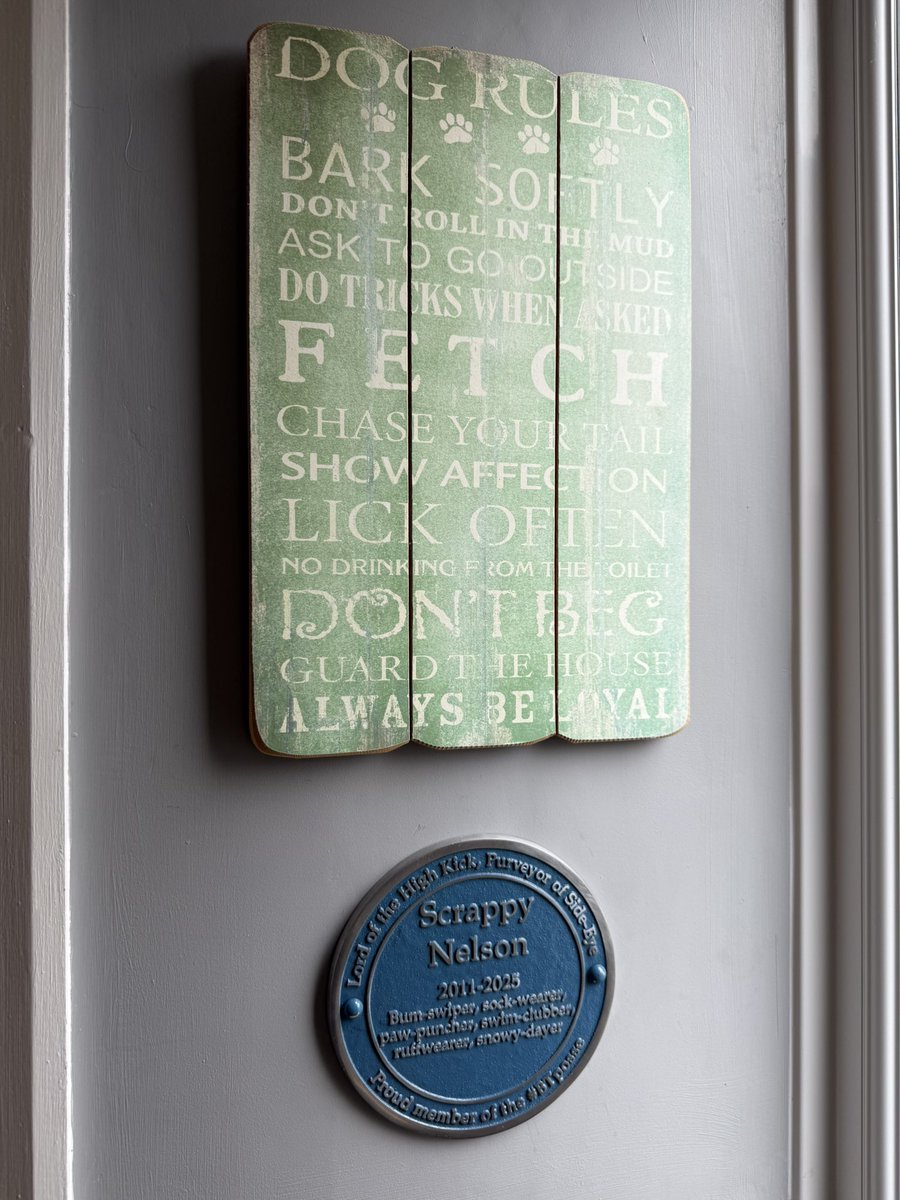 DOG RULES
BARK SOFTLY
DON'T ROLL IN THE MUD
ASK TO GO OUTSIDE
DO TRICKS WHEN ASKED
FETCH
CHASE YOUR TAIL
SHOW AFFECTION
LICK OFTEN
NO DRINKING FROM THE TOILET
DON'T BEG
GUARD THE HOUSE
ALWAYS BE LOYAL
Lord of the High Kick, Purveyor of Side-Eye
Scrappy
Nelson
2011-2025
Bum-swiper, sock-wearer,
paw-puncher, swim-clubber,
ruffwearer, snowy-dayer
Proud member of the posse